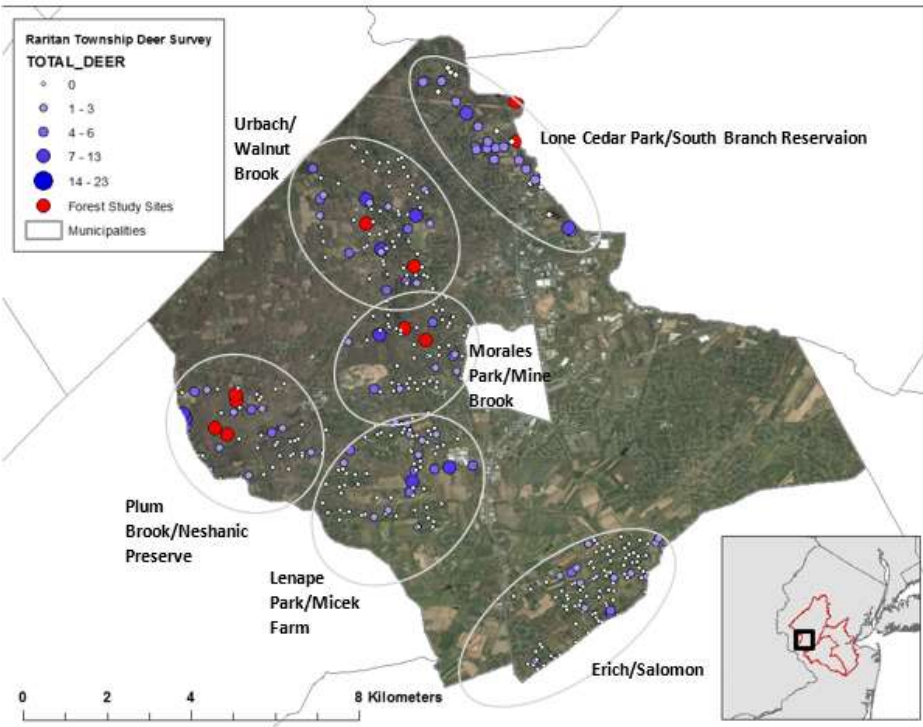 Raritan Township Deer Survey
TOTAL_DEER
0
1 - 3
4 - 6
7 - 13
14 - 23
Forest Study Sites
Municipalities
Urbach/
Walnut
Brook
Lone Cedar Park/South Branch Reservaion
Morales
Park/Mine
Brook
Plum
Brook/Neshanic
Preserve
Lenape
Park/Micek
Farm
Erich/Salomon
0 2 4 8 Kilometers